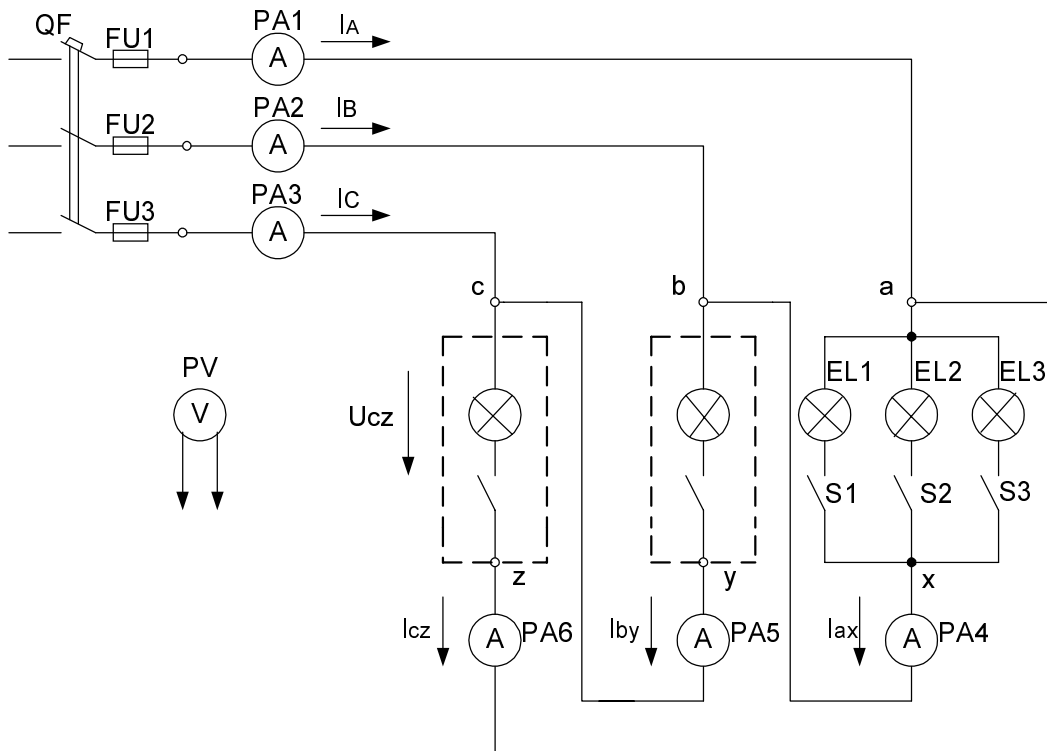 QF
FU1
PA1
A
IA
FU2
PA2
A
IB
FU3
PA3
A
IC
c
b
a
PV
V
Ucz
EL1
EL2
EL3
S1
S2
S3
z
y
x
Icz
A
PA6
Iby
A
PA5
Iax
A
PA4